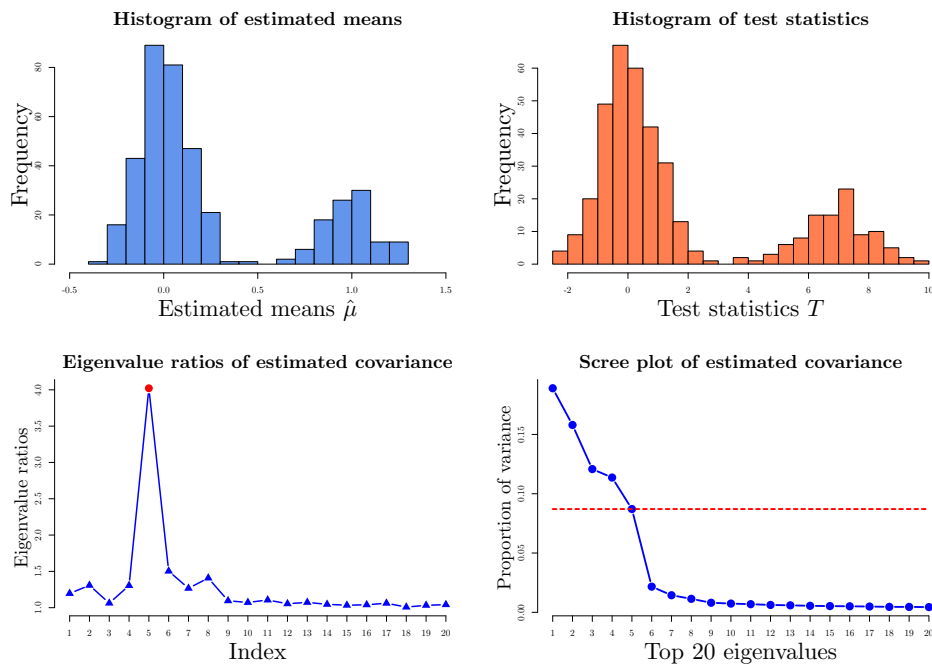 Histogram of estimated means
Frequency
0 20 40 60 80
-0.5 0.0 0.5 1.0 1.5
Estimated means μ̂
Histogram of test statistics
Frequency
0 10 20 30 40 50 60
-2 0 2 4 6 8 10
Test statistics T
Eigenvalue ratios of estimated covariance
Eigenvalue ratios
1.0 1.5 2.0 2.5 3.0 3.5 4.0
1 2 3 4 5 6 7 8 9 10 11 12 13 14 15 16 17 18 19 20
Index
Scree plot of estimated covariance
Proportion of variance
0.00 0.05 0.10 0.15
1 2 3 4 5 6 7 8 9 10 11 12 13 14 15 16 17 18 19 20
Top 20 eigenvalues